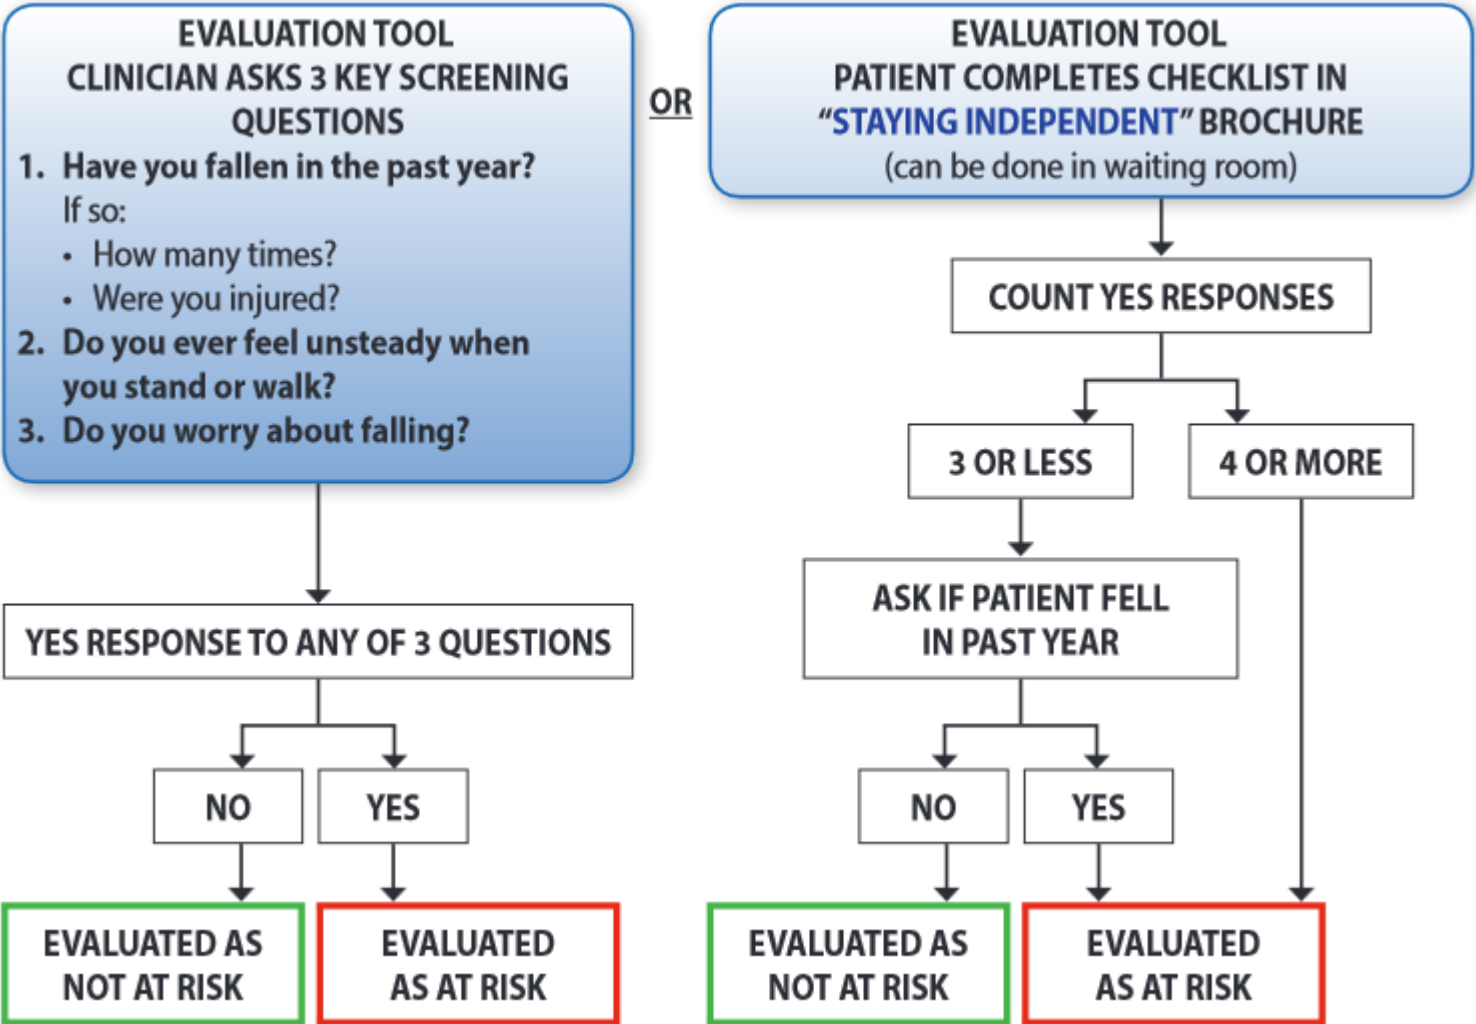 EVALUATION TOOL
CLINICIAN ASKS 3 KEY SCREENING
QUESTIONS
1. Have you fallen in the past year?
If so:
• How many times?
• Were you injured?
2. Do you ever feel unsteady when
you stand or walk?
3. Do you worry about falling?
OR
EVALUATION TOOL
PATIENT COMPLETES CHECKLIST IN
“STAYING INDEPENDENT” BROCHURE
(can be done in waiting room)
YES RESPONSE TO ANY OF 3 QUESTIONS
NO
YES
EVALUATED AS
NOT AT RISK
EVALUATED
AS AT RISK
COUNT YES RESPONSES
3 OR LESS
4 OR MORE
ASK IF PATIENT FELL
IN PAST YEAR
NO
YES
EVALUATED AS
NOT AT RISK
EVALUATED
AS AT RISK